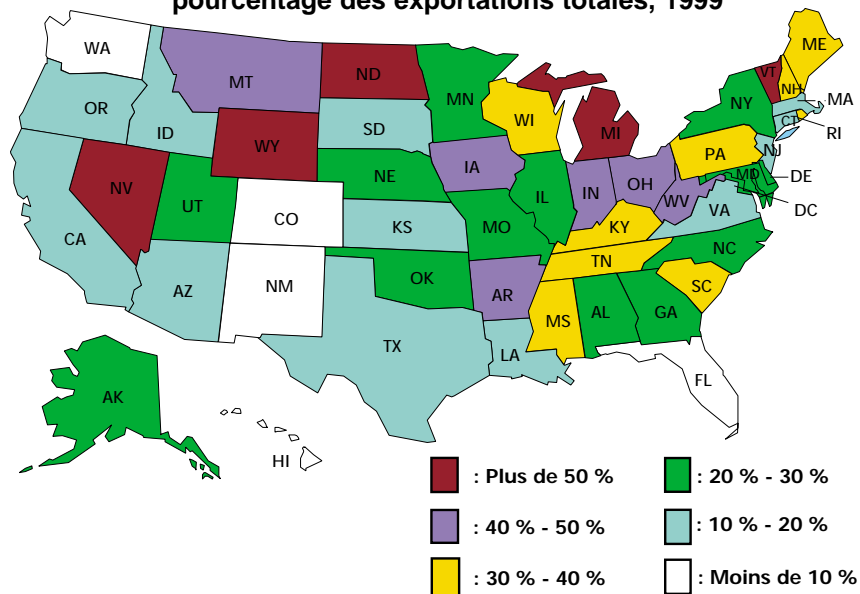 pourcentage des exportations totales, 1999
WA
MT
ND
MN
OR
ID
WY
SD
WI
MI
VT
NH
ME
NY
MA
CT
RI
NV
UT
CO
NE
IA
IL
IN
OH
PA
NJ
MD
DE
DC
WV
VA
CA
AZ
NM
KS
MO
KY
TN
NC
OK
AR
SC
TX
LA
MS
AL
GA
FL
AK
HI
: Plus de 50 %
: 20 % - 30 %
: 40 % - 50 %
: 10 % - 20 %
: 30 % - 40 %
: Moins de 10 %